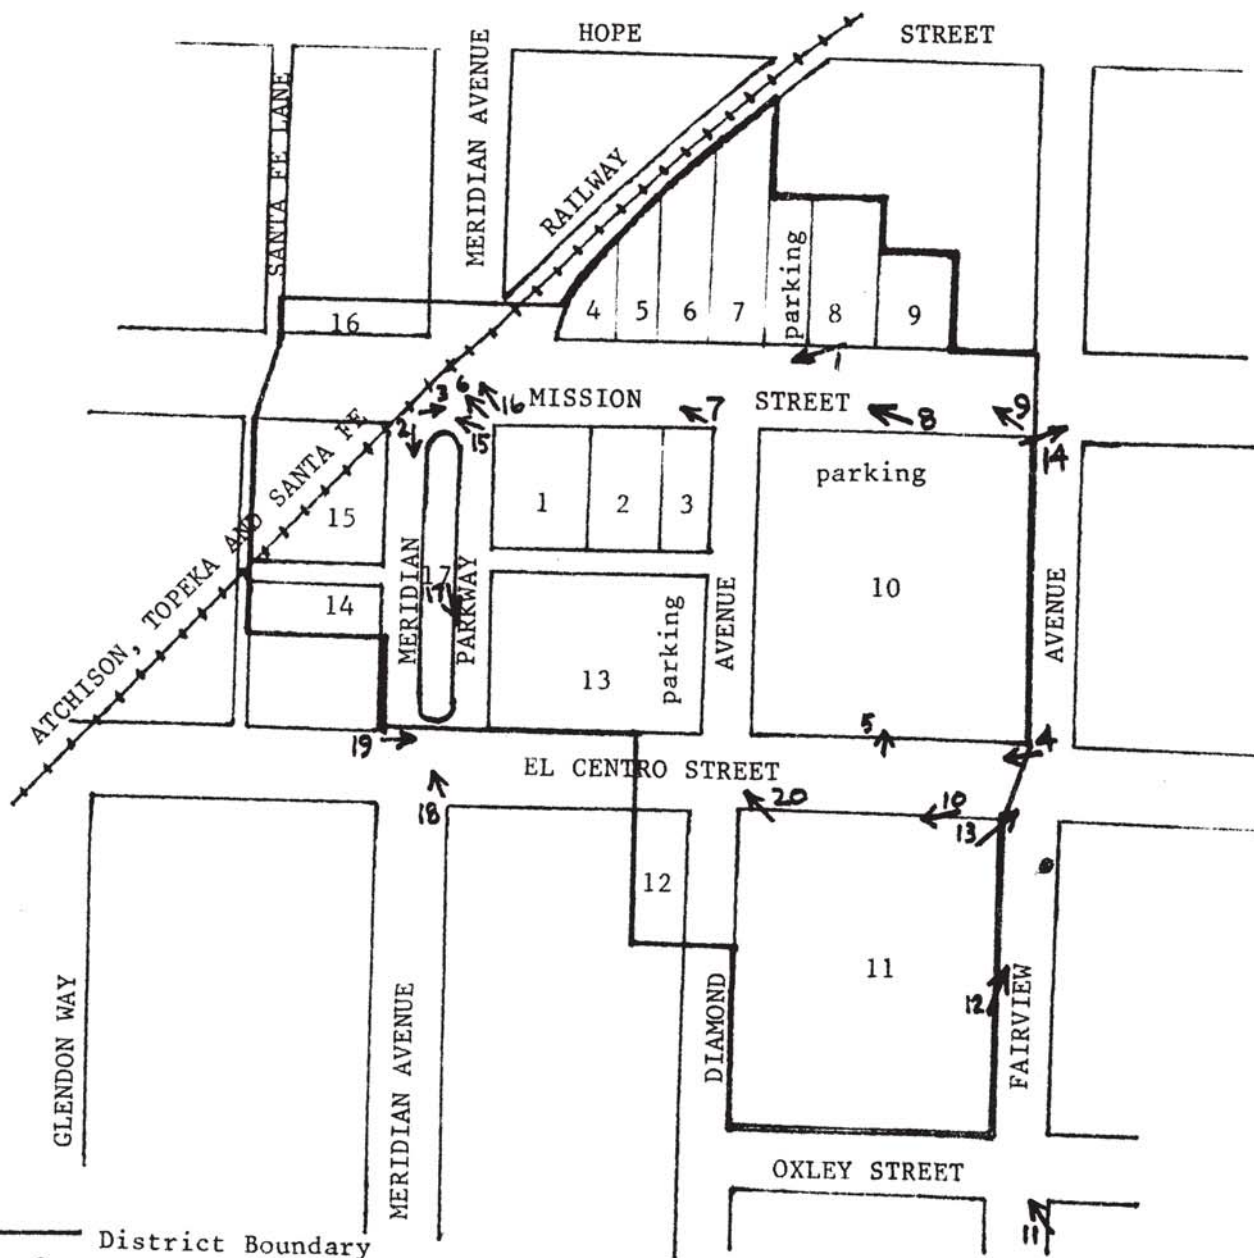 HOPE STREET
SANTA FE LANE
MERIDIAN AVENUE
RAILWAY
parking
16
4 5 6 7 8 9
1
3 6
MISSION STREET
2
16
15
7
8
9
14
ATCHISON, TOPEKA AND SANTA FE
15
1 2 3
parking
MERIDIAN PARKWAY
17
17
14
10
13
parking
AVENUE
AVENUE
19
5
4
EL CENTRO STREET
18
20
10
13
12
11
12
GLENDON WAY
MERIDIAN AVENUE
DIAMOND
FAIRVIEW
OXLEY STREET
11
District Boundary